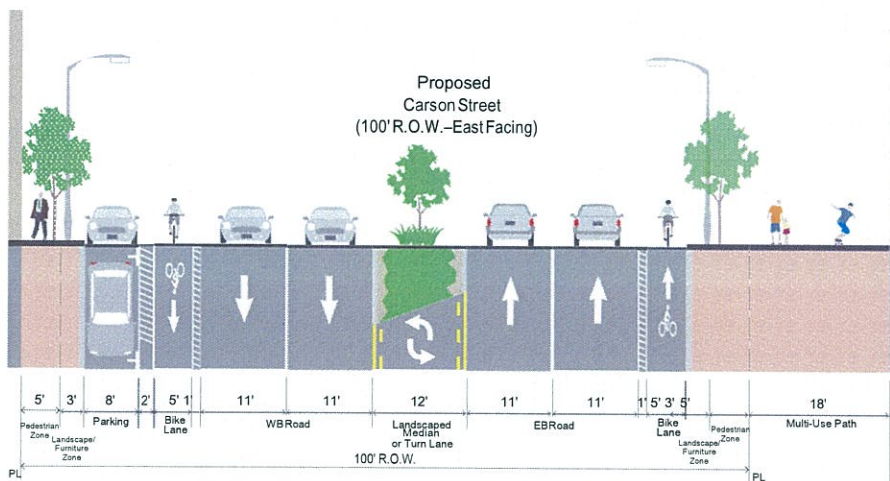 Proposed
Carson Street
(100' R.O.W.–East Facing)
5' 3' 8' 2' 5' 1' 11' 11' 12' 11' 11' 1' 5' 3' 5' 18'
Pedestrian
Zone
Landscape/
Furniture
Zone
Parking
Bike
Lane
WB Road
Landscaped
Median
or Turn Lane
EB Road
Bike
Lane
Landscape/
Furniture
Zone
Pedestrian
Zone
Multi-Use Path
PL
100' R.O.W.
PL